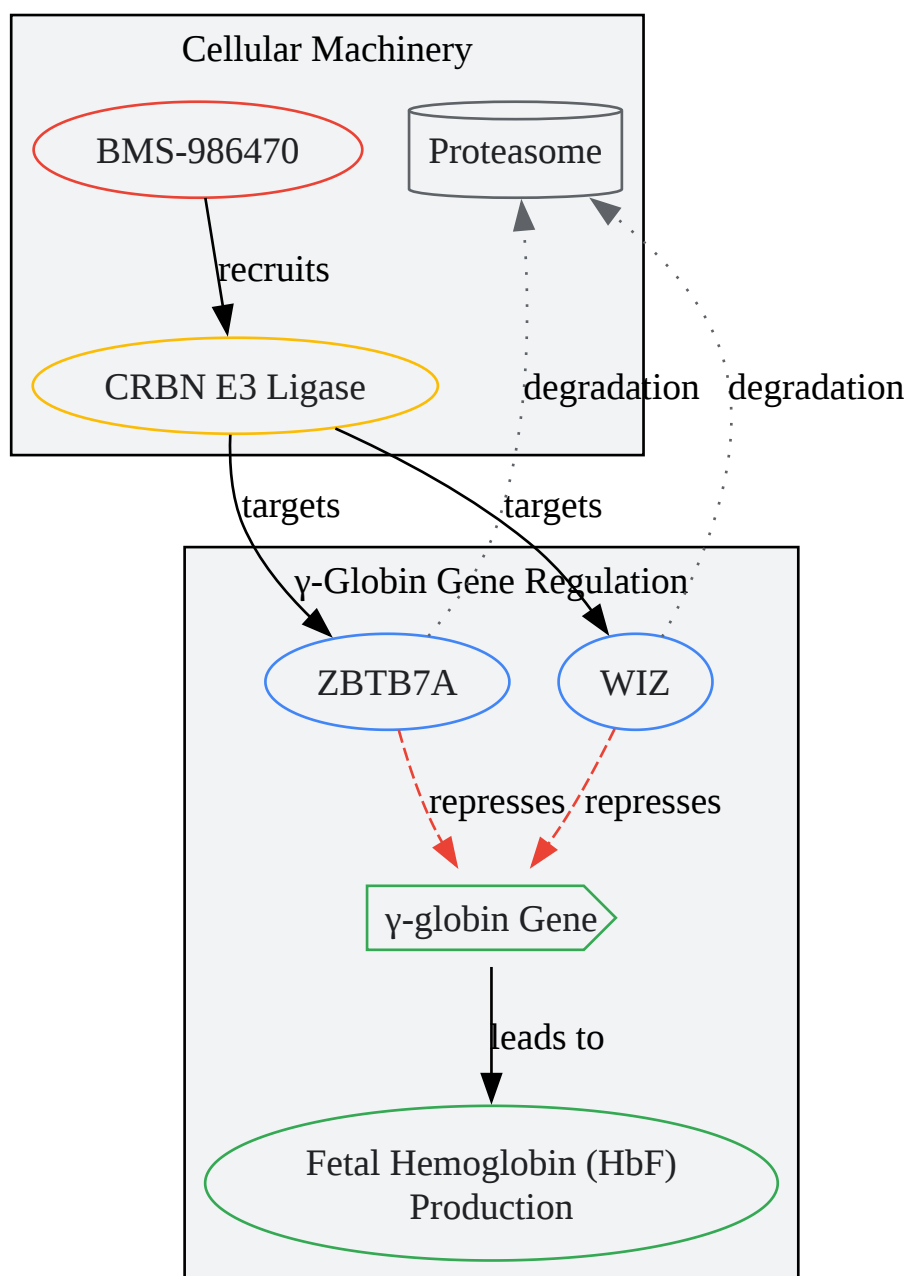 Cellular Machinery
BMS-986470
Proteasome
recruits
CRBN E3 Ligase
degradation
degradation
targets
targets
γ-Globin Gene Regulation
ZBTB7A
WIZ
represses
represses
γ-globin Gene
leads to
Fetal Hemoglobin (HbF)
Production